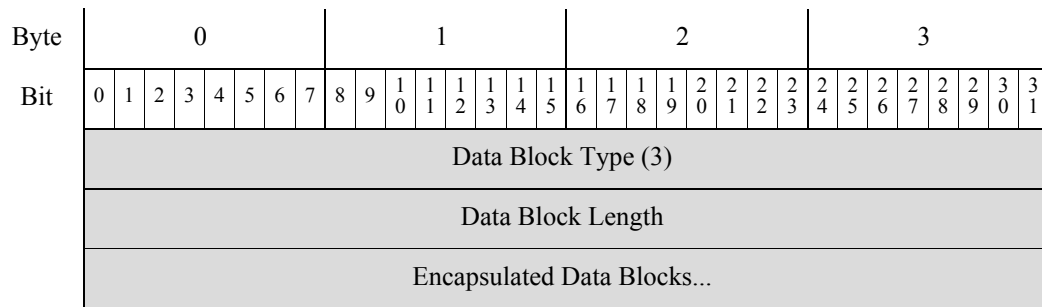 Byte 0 1 2 3
Bit 0 1 2 3 4 5 6 7 8 9 10 11 12 13 14 15 16 17 18 19 20 21 22 23 24 25 26 27 28 29 30 31
Data Block Type (3)
Data Block Length
Encapsulated Data Blocks...